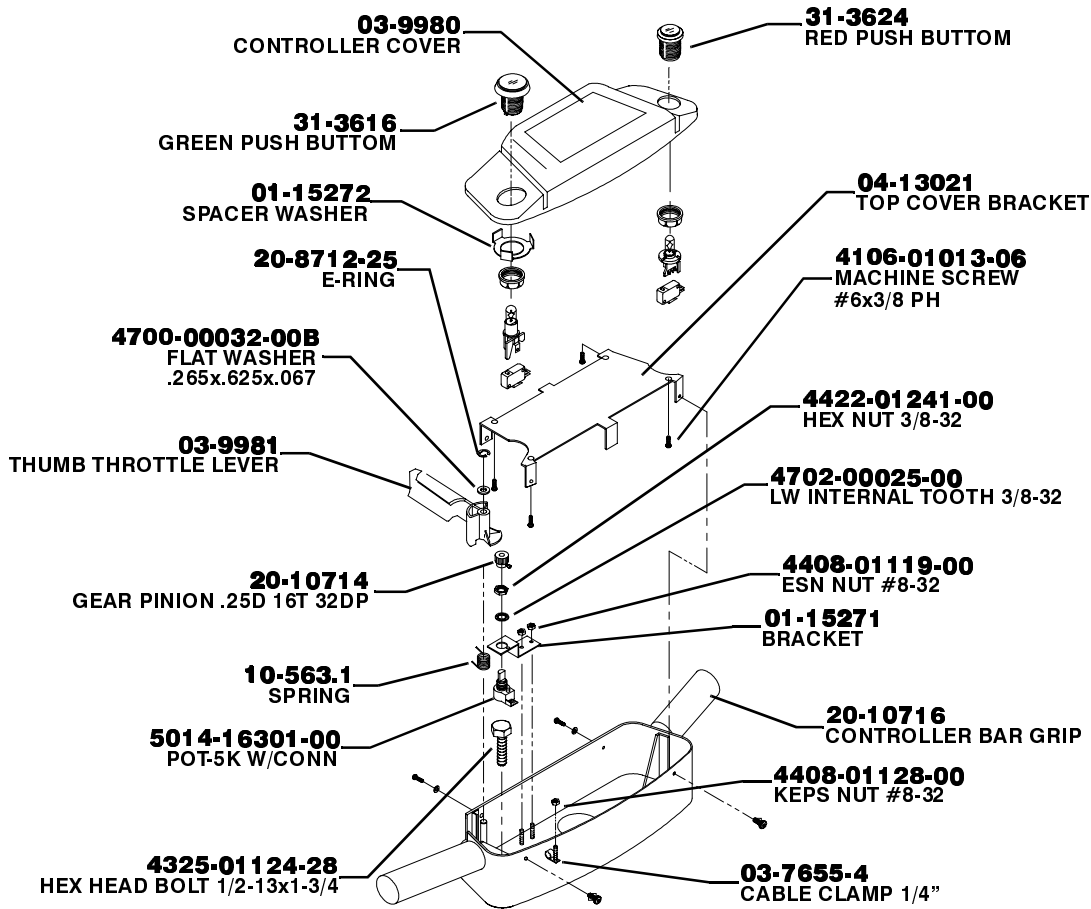 03-9980
CONTROLLER COVER
31-3624
RED PUSH BUTTOM
31-3616
GREEN PUSH BUTTOM
01-15272
SPACER WASHER
04-13021
TOP COVER BRACKET
20-8712-25
E-RING
4106-01013-06
MACHINE SCREW
#6x3/8 PH
4700-00032-00B
FLAT WASHER
.265x.625x.067
4422-01241-00
HEX NUT 3/8-32
03-9981
THUMB THROTTLE LEVER
4702-00025-00
LW INTERNAL TOOTH 3/8-32
20-10714
GEAR PINION .25D 16T 32DP
4408-01119-00
ESN NUT #8-32
01-15271
BRACKET
10-563.1
SPRING
20-10716
CONTROLLER BAR GRIP
5014-16301-00
POT-5K W/CONN
4408-01128-00
KEPS NUT #8-32
4325-01124-28
HEX HEAD BOLT 1/2-13x1-3/4
03-7655-4
CABLE CLAMP 1/4”